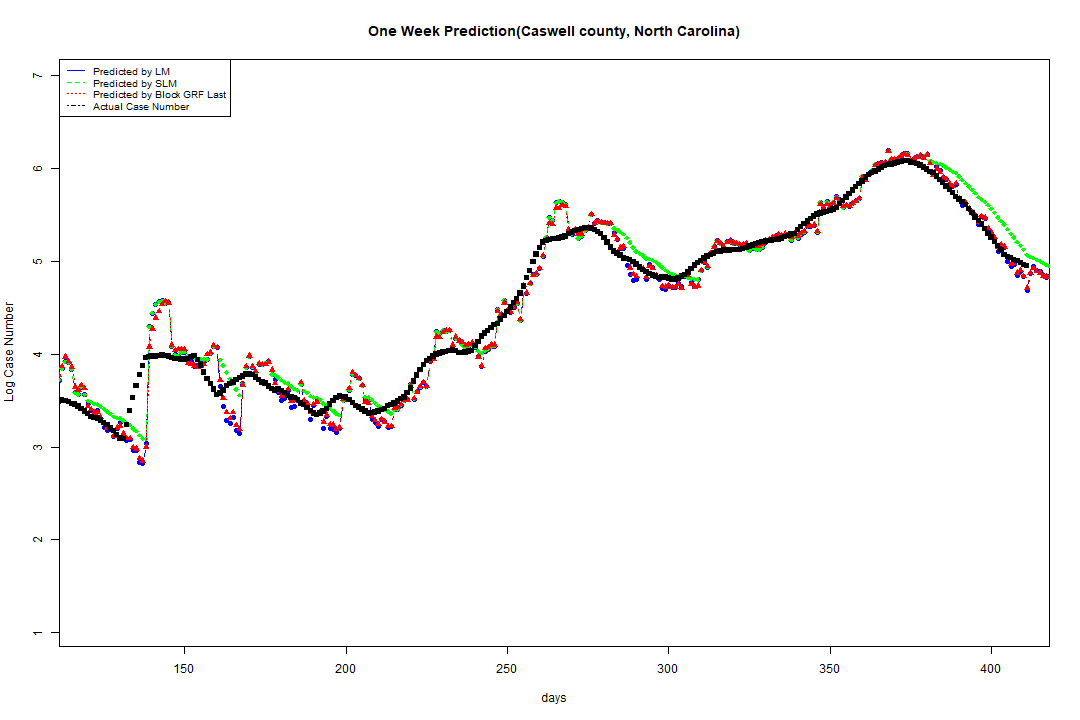 One Week Prediction(Caswell county, North Carolina)
Predicted by LM
Predicted by SLM
Predicted by Block GRF Last
Actual Case Number
7
6
5
4
3
2
1
Log Case Number
150 200 250 300 350 400
days